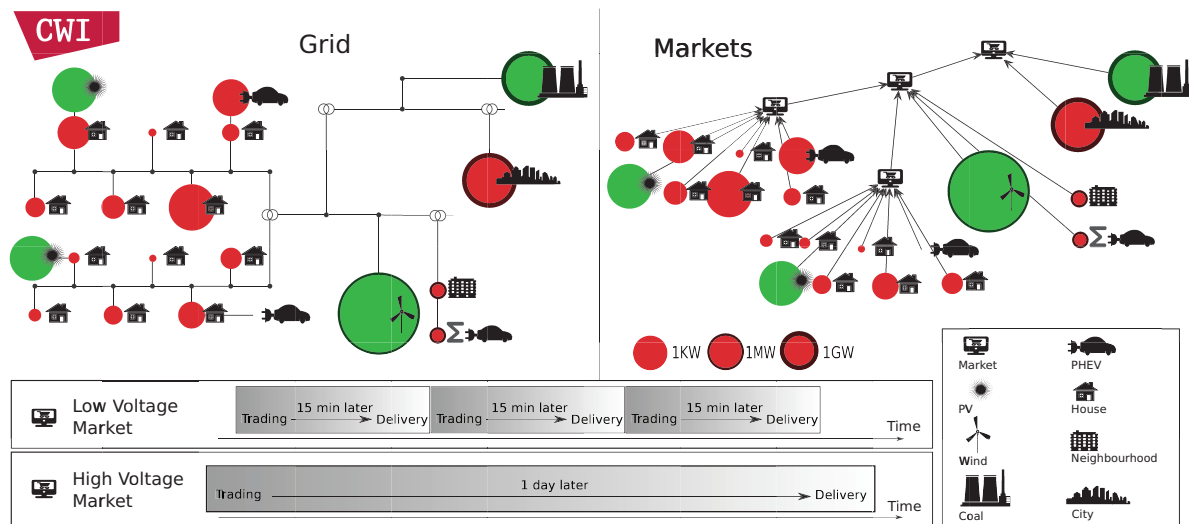 CWI
Grid
Markets
Σ
Σ
1KW
1MW
1GW
Market
PHEV
PV
House
Wind
Neighbourhood
Coal
City
Low Voltage
Market
Trading
15 min later
Delivery
Trading
15 min later
Delivery
Trading
15 min later
Delivery
Time
High Voltage
Market
Trading
1 day later
Delivery
Time